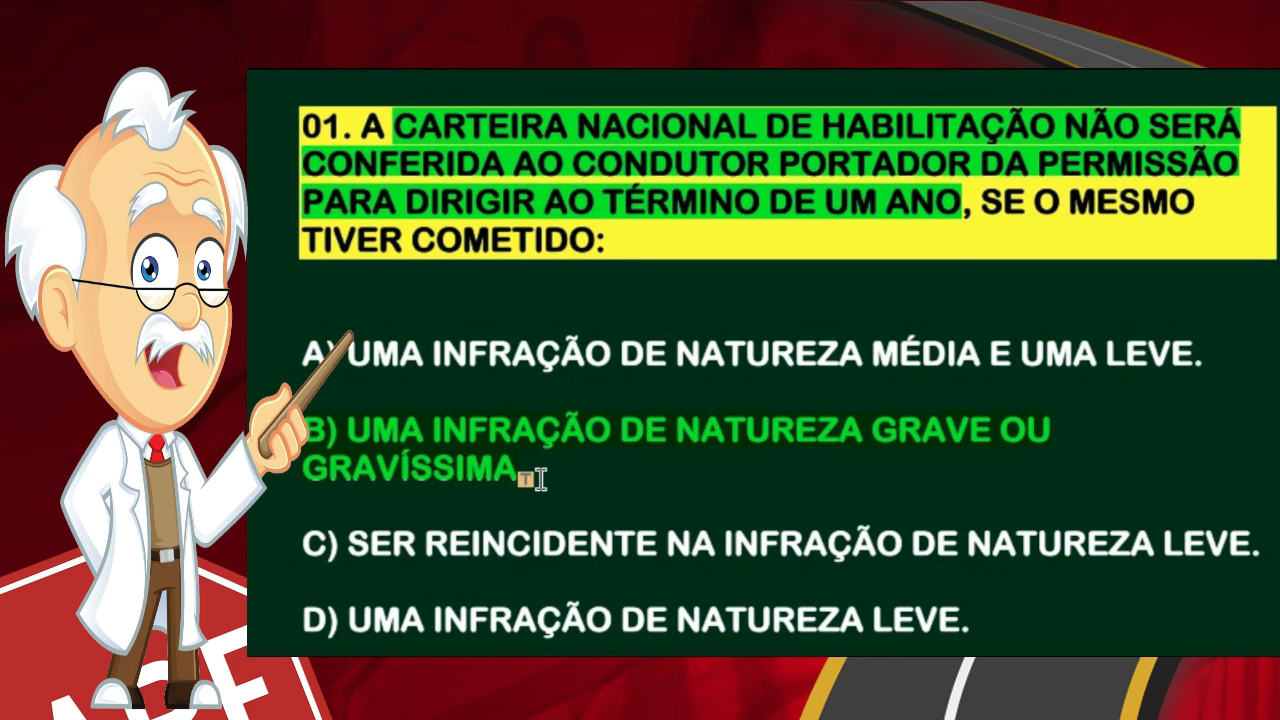 01. A CARTEIRA NACIONAL DE HABILITAÇÃO NÃO SERÁ
CONFERIDA AO CONDUTOR PORTADOR DA PERMISSÃO
PARA DIRIGIR AO TÉRMINO DE UM ANO, SE O MESMO
TIVER COMETIDO:
A) UMA INFRAÇÃO DE NATUREZA MÉDIA E UMA LEVE.
B) UMA INFRAÇÃO DE NATUREZA GRAVE OU
GRAVÍSSIMA
C) SER REINCIDENTE NA INFRAÇÃO DE NATUREZA LEVE.
D) UMA INFRAÇÃO DE NATUREZA LEVE.